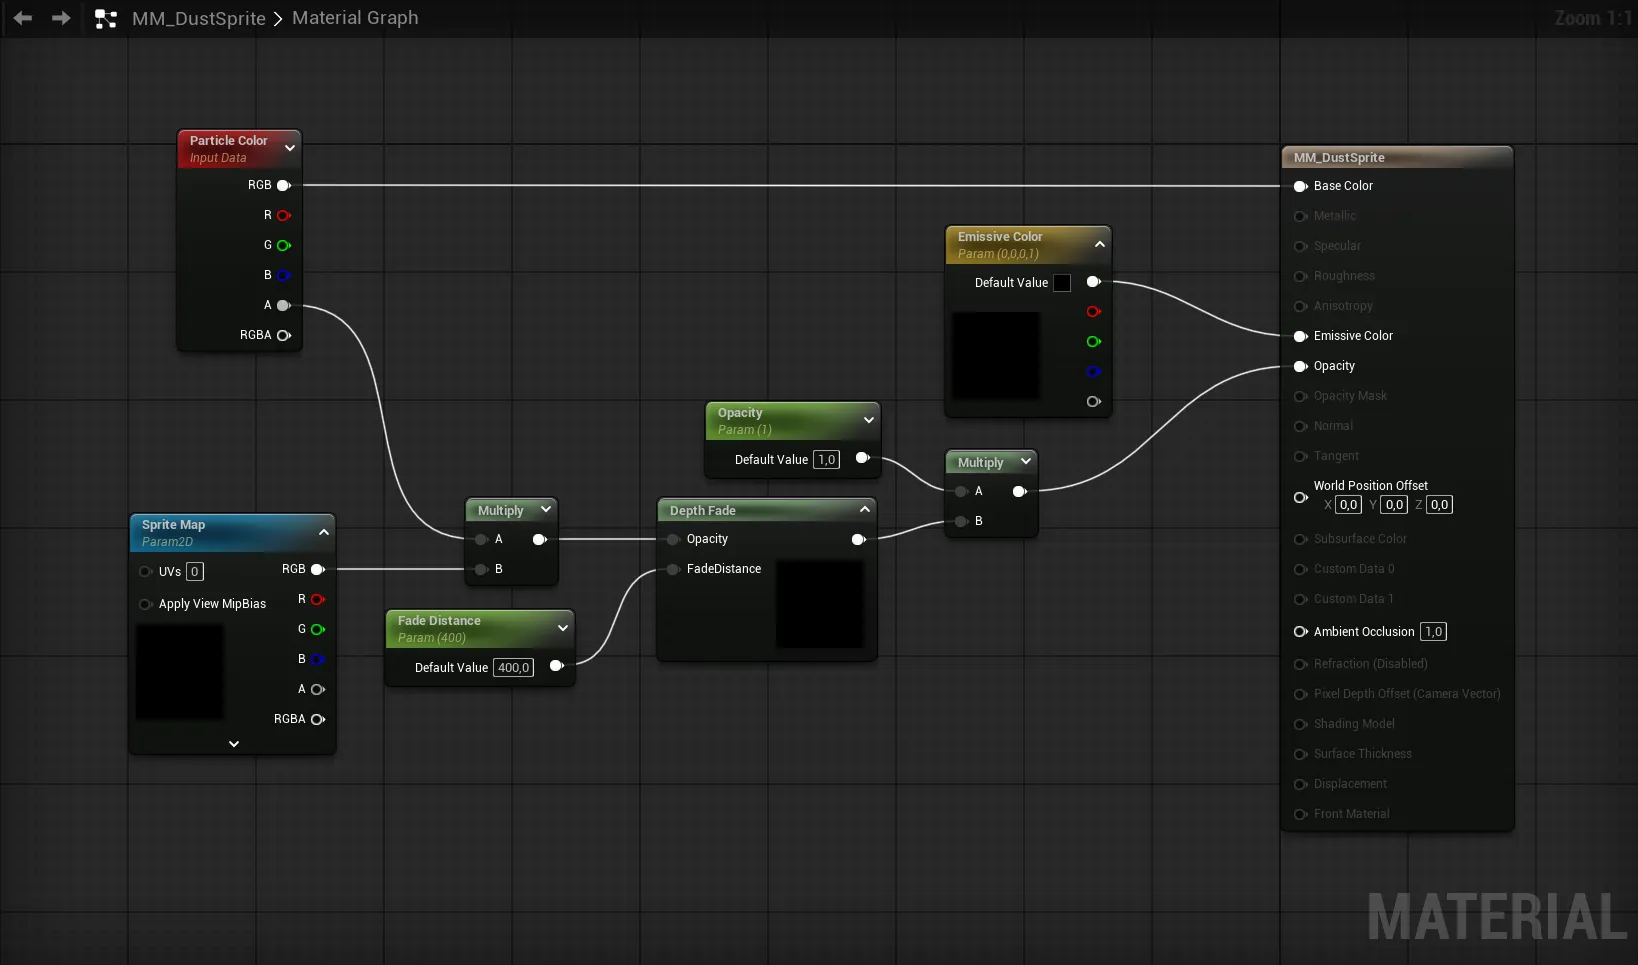 MM_DustSprite > Material Graph
Zoom 1:1
Particle Color
Input Data
RGB
R
G
B
A
RGBA
Sprite Map
Param2D
UVs 0
Apply View MipBias
RGB
R
G
B
A
RGBA
Multiply
A
B
Fade Distance
Param (400)
Default Value 400,0
Depth Fade
Opacity
FadeDistance
Opacity
Param (1)
Default Value 1,0
Emissive Color
Param (0,0,0,1)
Default Value
Multiply
A
B
MM_DustSprite
Base Color
Metallic
Specular
Roughness
Anisotropy
Emissive Color
Opacity
Opacity Mask
Normal
Tangent
World Position Offset
X 0,0 Y 0,0 Z 0,0
Subsurface Color
Custom Data 0
Custom Data 1
Ambient Occlusion 1,0
Refraction (Disabled)
Pixel Depth Offset (Camera Vector)
Shading Model
Surface Thickness
Displacement
Front Material
MATERIAL